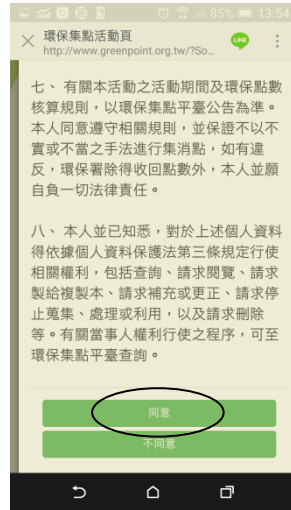 85% 13:54
環保集點活動頁
http://www.greenpoint.org.tw/?So...
LINE
七、 有關本活動之活動期間及環保點數
核算規則，以環保集點平臺公告為準。
本人同意遵守相關規則，並保證不以不
實或不當之手法進行集消點，如有違
反，環保署除得收回點數外，本人並願
自負一切法律責任。
八、 本人並已知悉，對於上述個人資料
得依據個人資料保護法第三條規定行使
相關權利，包括查詢、請求閱覽、請求
製給複製本、請求補充或更正、請求停
止蒐集、處理或利用，以及請求刪除
等。有關當事人權利行使之程序，可至
環保集點平臺查詢。
同意
不同意